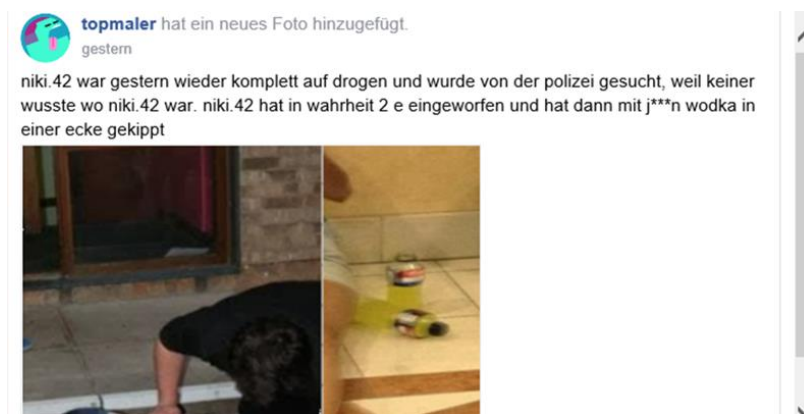 topmaler hat ein neues Foto hinzugefügt.
gestern
niki.42 war gestern wieder komplett auf drogen und wurde von der polizei gesucht, weil keiner
wusste wo niki.42 war. niki.42 hat in wahrheit 2 e eingeworfen und hat dann mit j***n wodka in
einer ecke gekippt